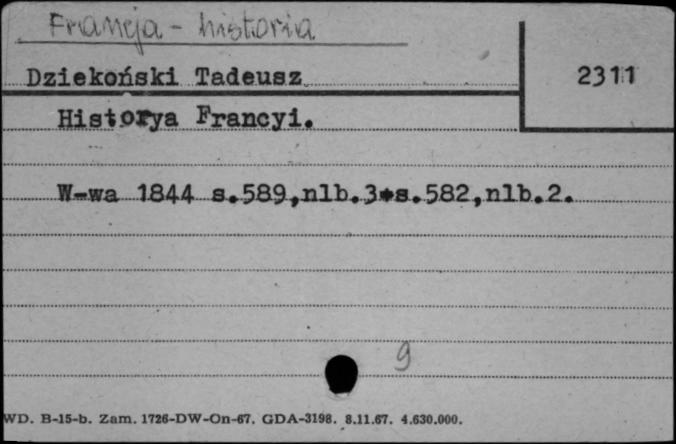 Francja - historia
Dziekoński Tadeusz
2311
Historya Francyi.
W-wa 1844 s.589,nlb.3+s.582,nlb.2.
9
WD. B-15-b. Zam. 1726-DW-On-67. GDA-3198. 8.11.67. 4.630.000.